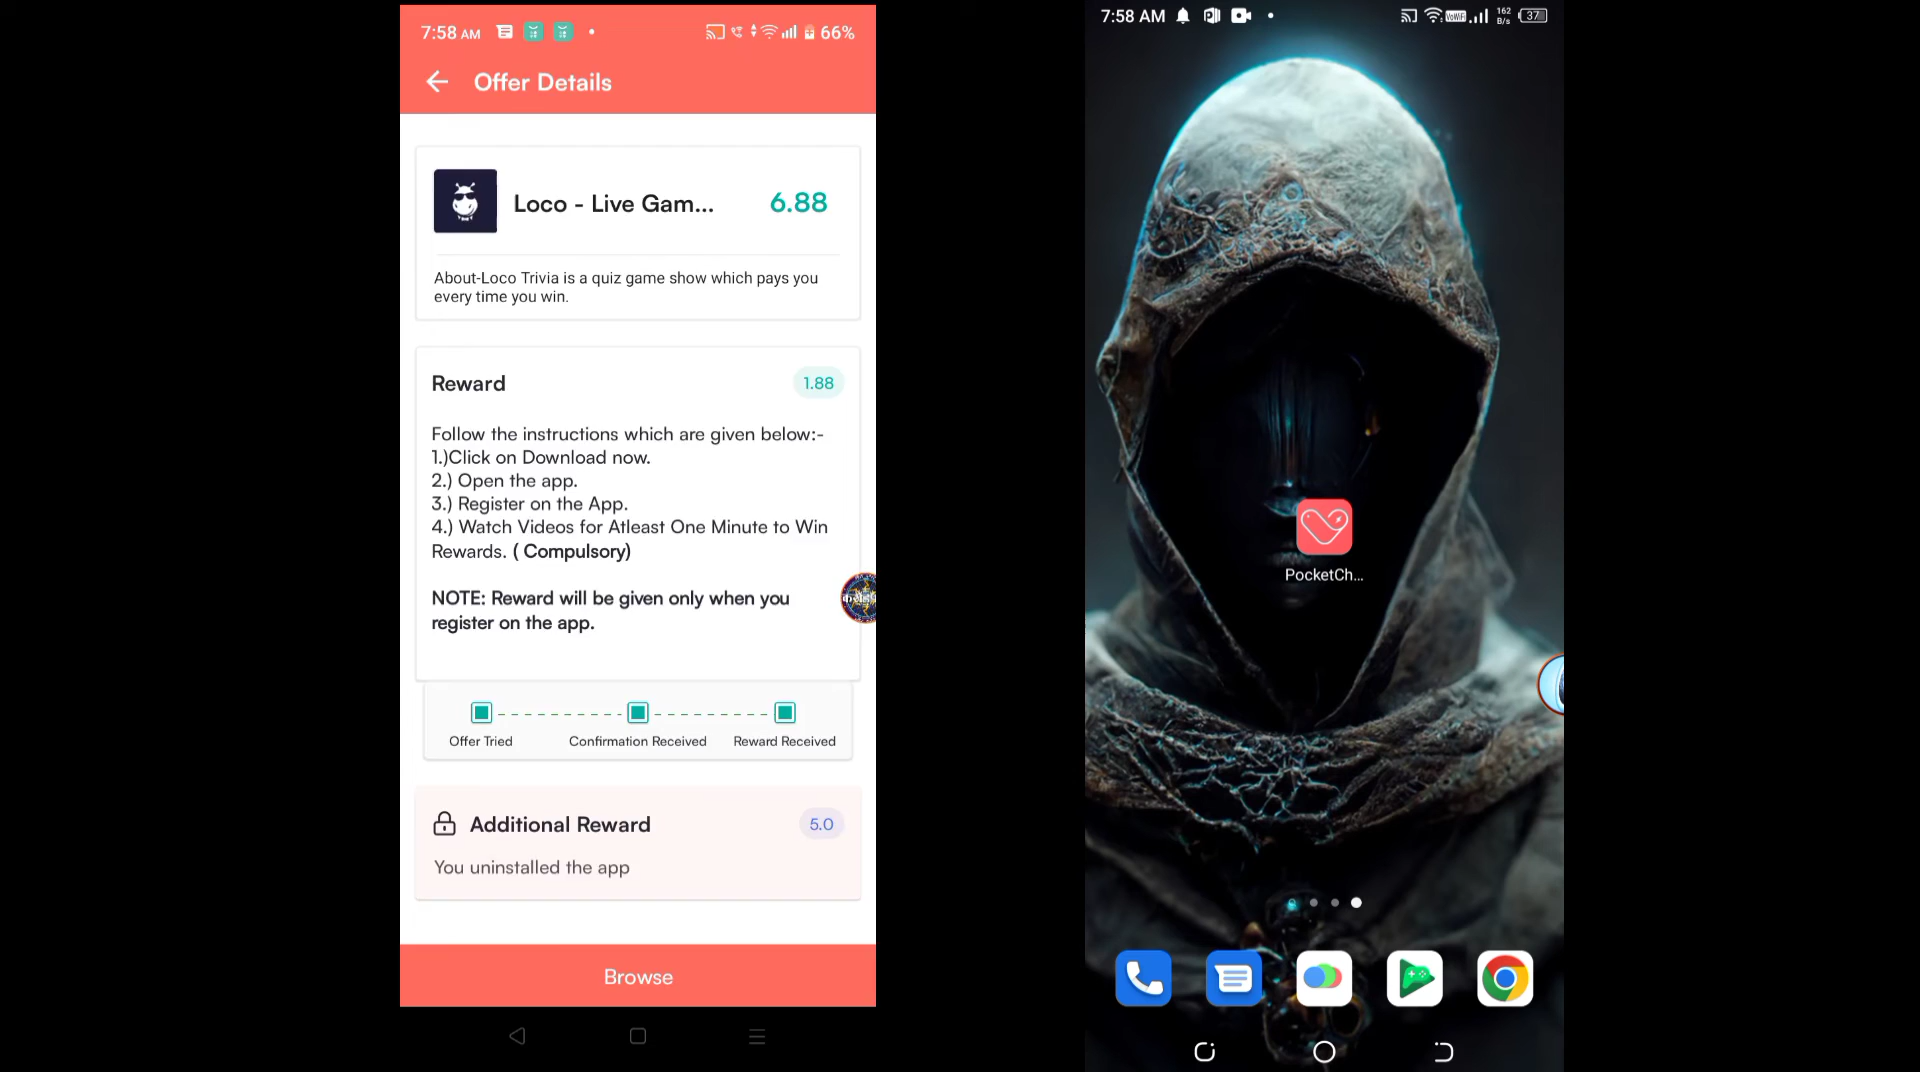 7:58 AM
66%
Offer Details
Loco - Live Gam...
6.88
About-Loco Trivia is a quiz game show which pays you
every time you win.
Reward
1.88
Follow the instructions which are given below:-
1.)Click on Download now.
2.) Open the app.
3.) Register on the App.
4.) Watch Videos for Atleast One Minute to Win
Rewards. ( Compulsory)
NOTE: Reward will be given only when you
register on the app.
Offer Tried
Confirmation Received
Reward Received
Additional Reward
5.0
You uninstalled the app
Browse
7:58 AM
VoWiFi
162
B/s
37
PocketCh...